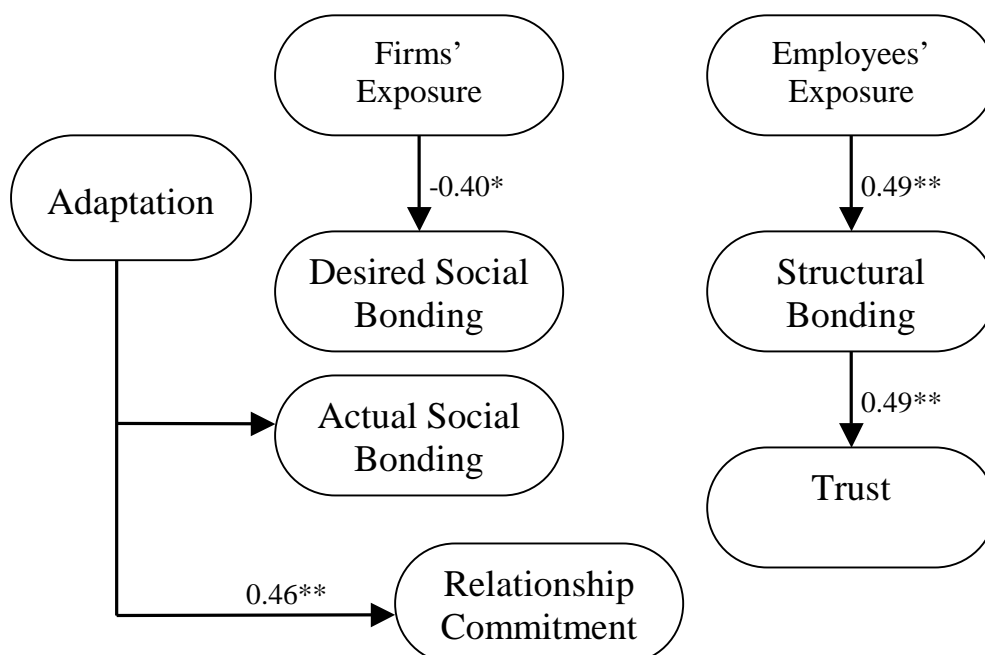 Firms’
Exposure
Employees’
Exposure
Adaptation
-0.40*
0.49**
Desired Social
Bonding
Structural
Bonding
Actual Social
Bonding
0.49**
Trust
0.46**
Relationship
Commitment